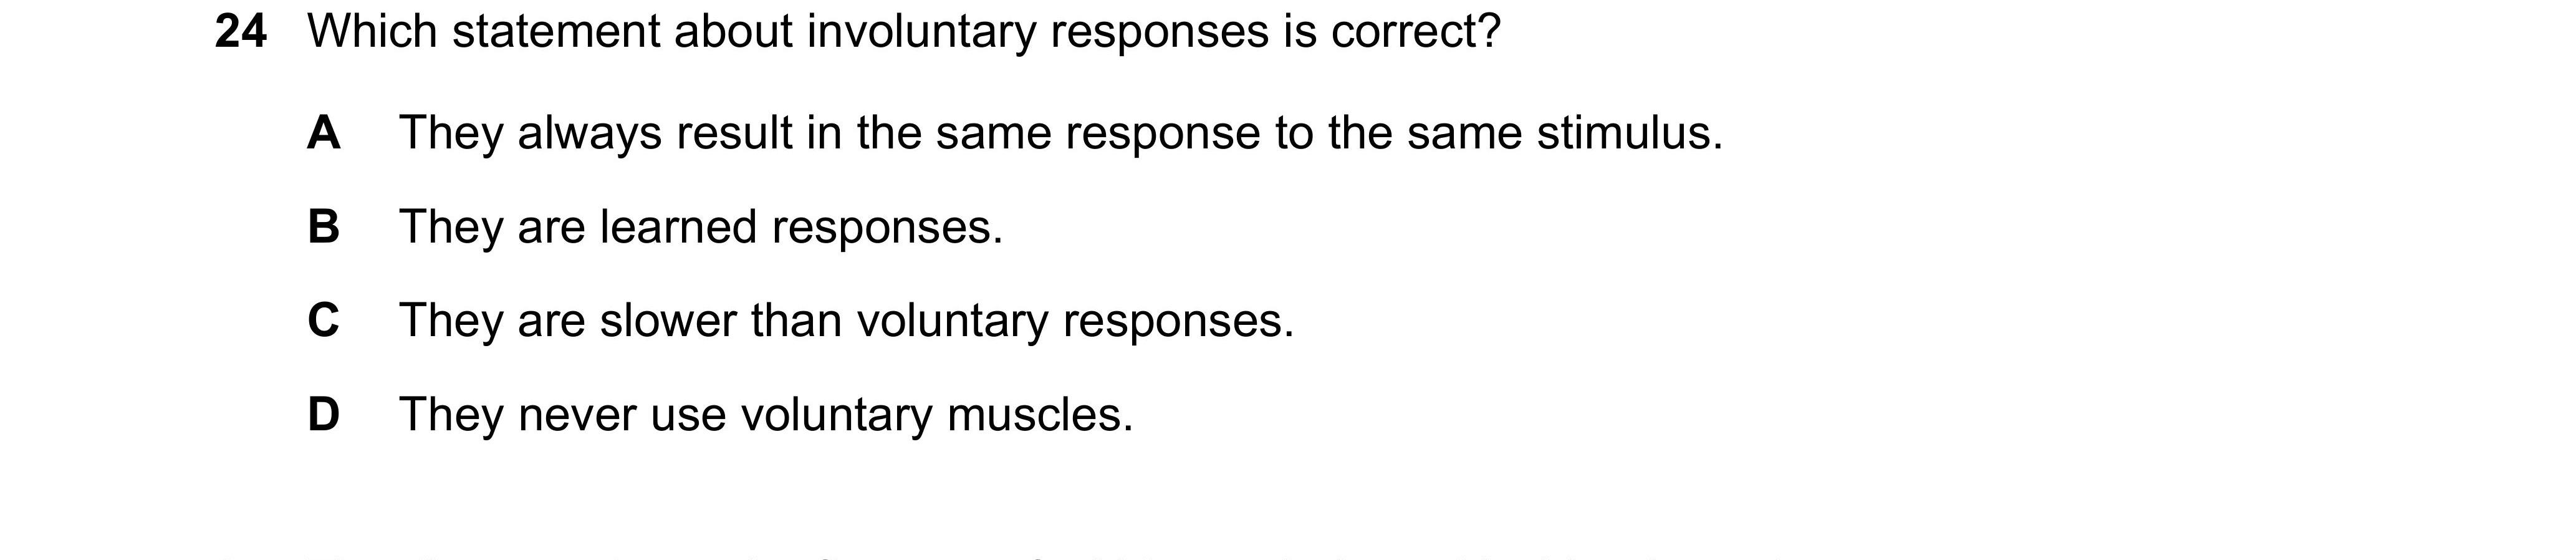 24 Which statement about involuntary responses is correct?
A They always result in the same response to the same stimulus.
B They are learned responses.
C They are slower than voluntary responses.
D They never use voluntary muscles.